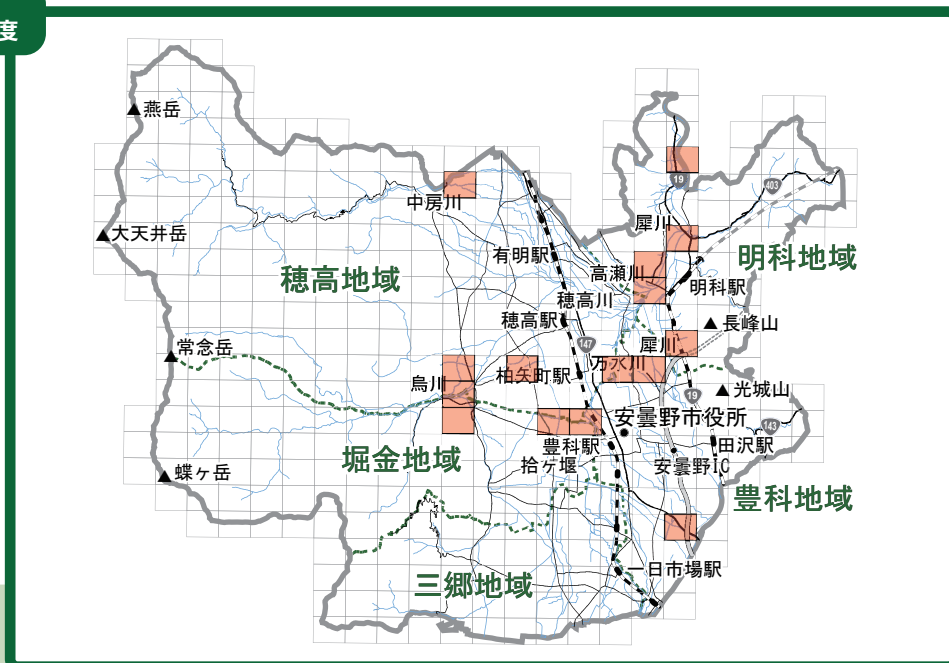 度
燕岳
中房川
19
403
犀川
大天井岳
有明駅
明科地域
高瀬川
穂高地域
明科駅
穂高川
穂高駅
長峰山
147
犀川
常念岳
万水川
柏矢町駅
烏川
光城山
19
安曇野市役所
143
豊科駅
田沢駅
堀金地域
拾ヶ堰
安曇野IC
蝶ヶ岳
豊科地域
一日市場駅
三郷地域